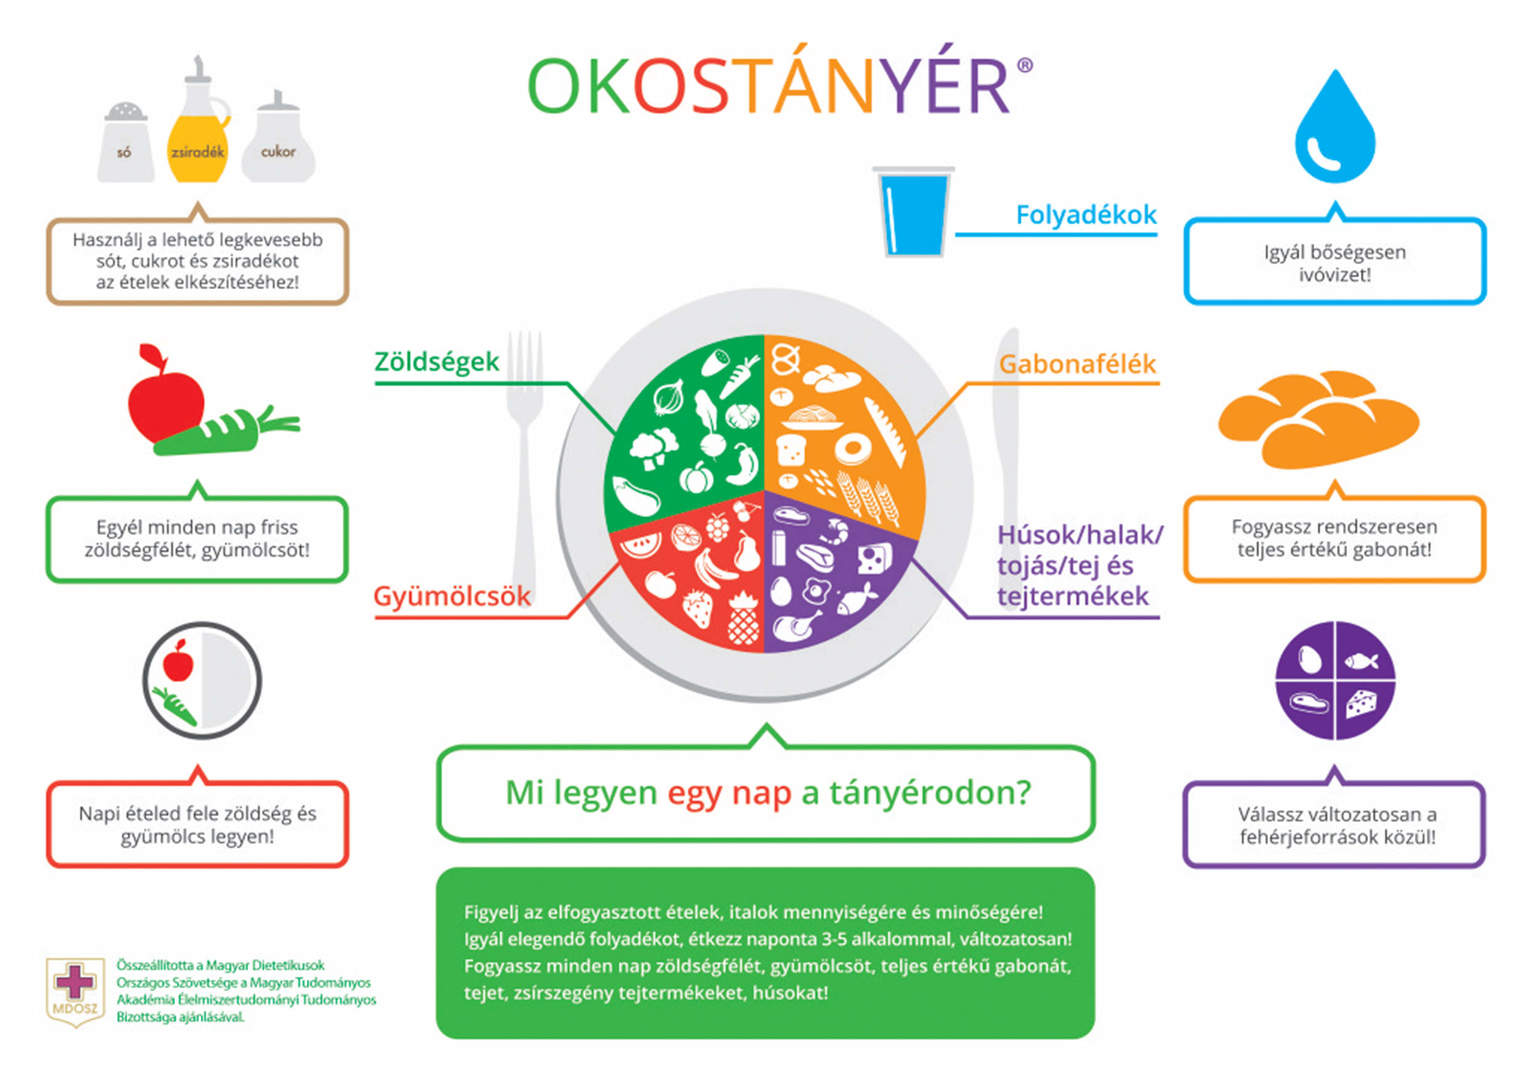 OKOSTÁNYÉR®
só
zsiradék
cukor
Használj a lehető legkevesebb
sót, cukrot és zsiradékot
az ételek elkészítéséhez!
Folyadékok
Igyál bőségesen
ivóvizet!
Zöldségek
Gabonafélék
Egyél minden nap friss
zöldségfélét, gyümölcsöt!
Fogyassz rendszeresen
teljes értékű gabonát!
Gyümölcsök
Húsok/halak/
tojás/tej és
tejtermékek
Napi ételed fele zöldség és
gyümölcs legyen!
Mi legyen egy nap a tányérodon?
Válassz változatosan a
fehérjeforrások közül!
Figyelj az elfogyasztott ételek, italok mennyiségére és minőségére!
Igyál elegendő folyadékot, étkezz naponta 3-5 alkalommal, változatosan!
Fogyassz minden nap zöldségfélét, gyümölcsöt, teljes értékű gabonát,
tejet, zsírszegény tejtermékeket, húsokat!
MDOSZ
Összeállította a Magyar Dietetikusok
Országos Szövetsége a Magyar Tudományos
Akadémia Élelmiszertudományi Tudományos
Bizottsága ajánlásával.